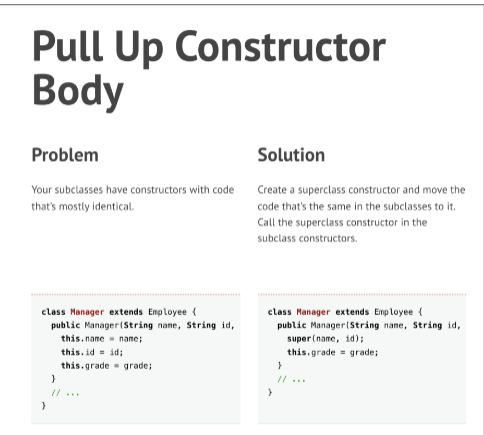 Pull Up Constructor
Body
Problem
Your subclasses have constructors with code
that's mostly identical.
Solution
Create a superclass constructor and move the
code that's the same in the subclasses to it.
Call the superclass constructor in the
subclass constructors.
class Manager extends Employee {
public Manager(String name, String id,
this.name = name;
this.id = id;
this.grade = grade;
}
// ...
}
class Manager extends Employee {
public Manager(String name, String id,
super(name, id);
this.grade = grade;
}
// ...
}